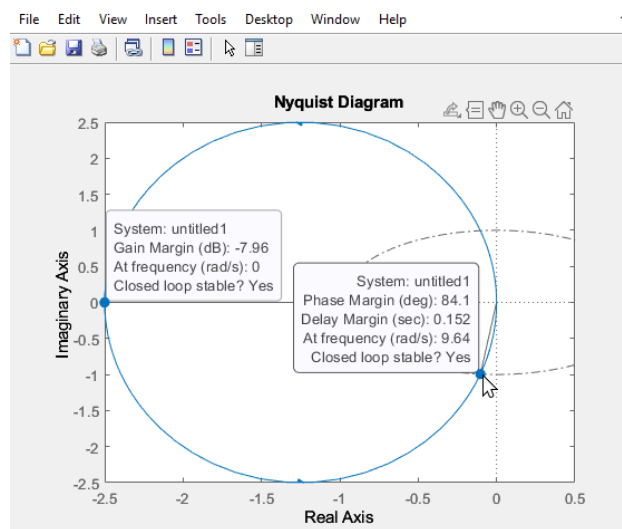 File Edit View Insert Tools Desktop Window Help
Nyquist Diagram
2.5
2
1.5
1
0.5
0
-0.5
-1
-1.5
-2
-2.5
Imaginary Axis
System: untitled1
Gain Margin (dB): -7.96
At frequency (rad/s): 0
Closed loop stable? Yes
System: untitled1
Phase Margin (deg): 84.1
Delay Margin (sec): 0.152
At frequency (rad/s): 9.64
Closed loop stable? Yes
-2.5 -2 -1.5 -1 -0.5 0 0.5
Real Axis